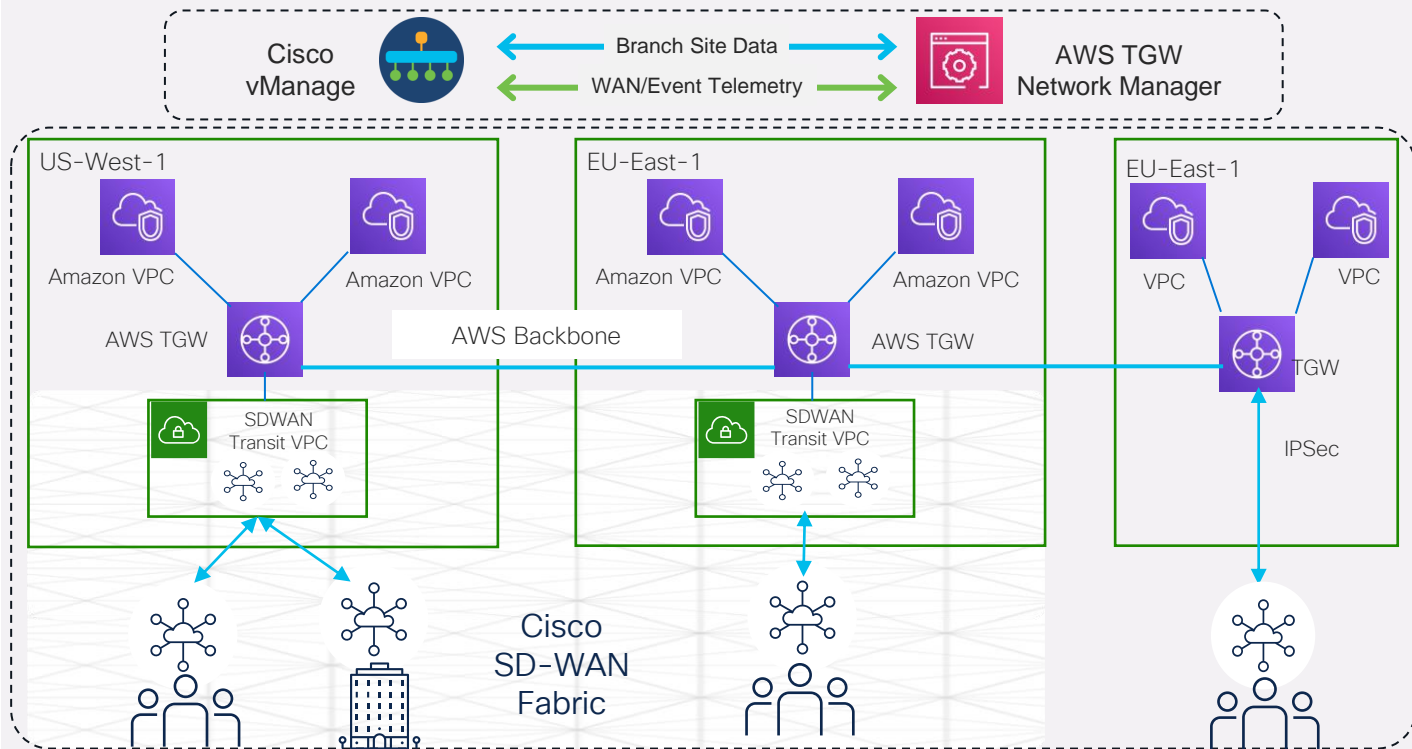 Cisco
vManage
Branch Site Data
WAN/Event Telemetry
AWS TGW
Network Manager
US-West-1
Amazon VPC
Amazon VPC
AWS TGW
AWS Backbone
SDWAN
Transit VPC
EU-East-1
Amazon VPC
Amazon VPC
AWS TGW
SDWAN
Transit VPC
EU-East-1
VPC
VPC
TGW
IPSec
Cisco
SD-WAN
Fabric